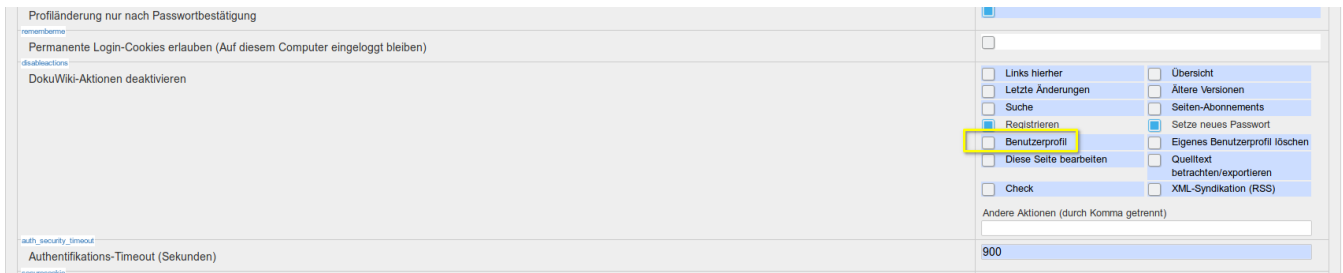 Profiländerung nur nach Passwortbestätigung
rememberme
Permanente Login-Cookies erlauben (Auf diesem Computer eingeloggt bleiben)
disableactions
DokuWiki-Aktionen deaktivieren
Links hierher
Übersicht
Letzte Änderungen
Ältere Versionen
Suche
Seiten-Abonnements
Registrieren
Setze neues Passwort
Benutzerprofil
Eigenes Benutzerprofil löschen
Diese Seite bearbeiten
Quelltext
betrachten/exportieren
Check
XML-Syndikation (RSS)
Andere Aktionen (durch Komma getrennt)
auth_security_timeout
Authentifikations-Timeout (Sekunden)
900